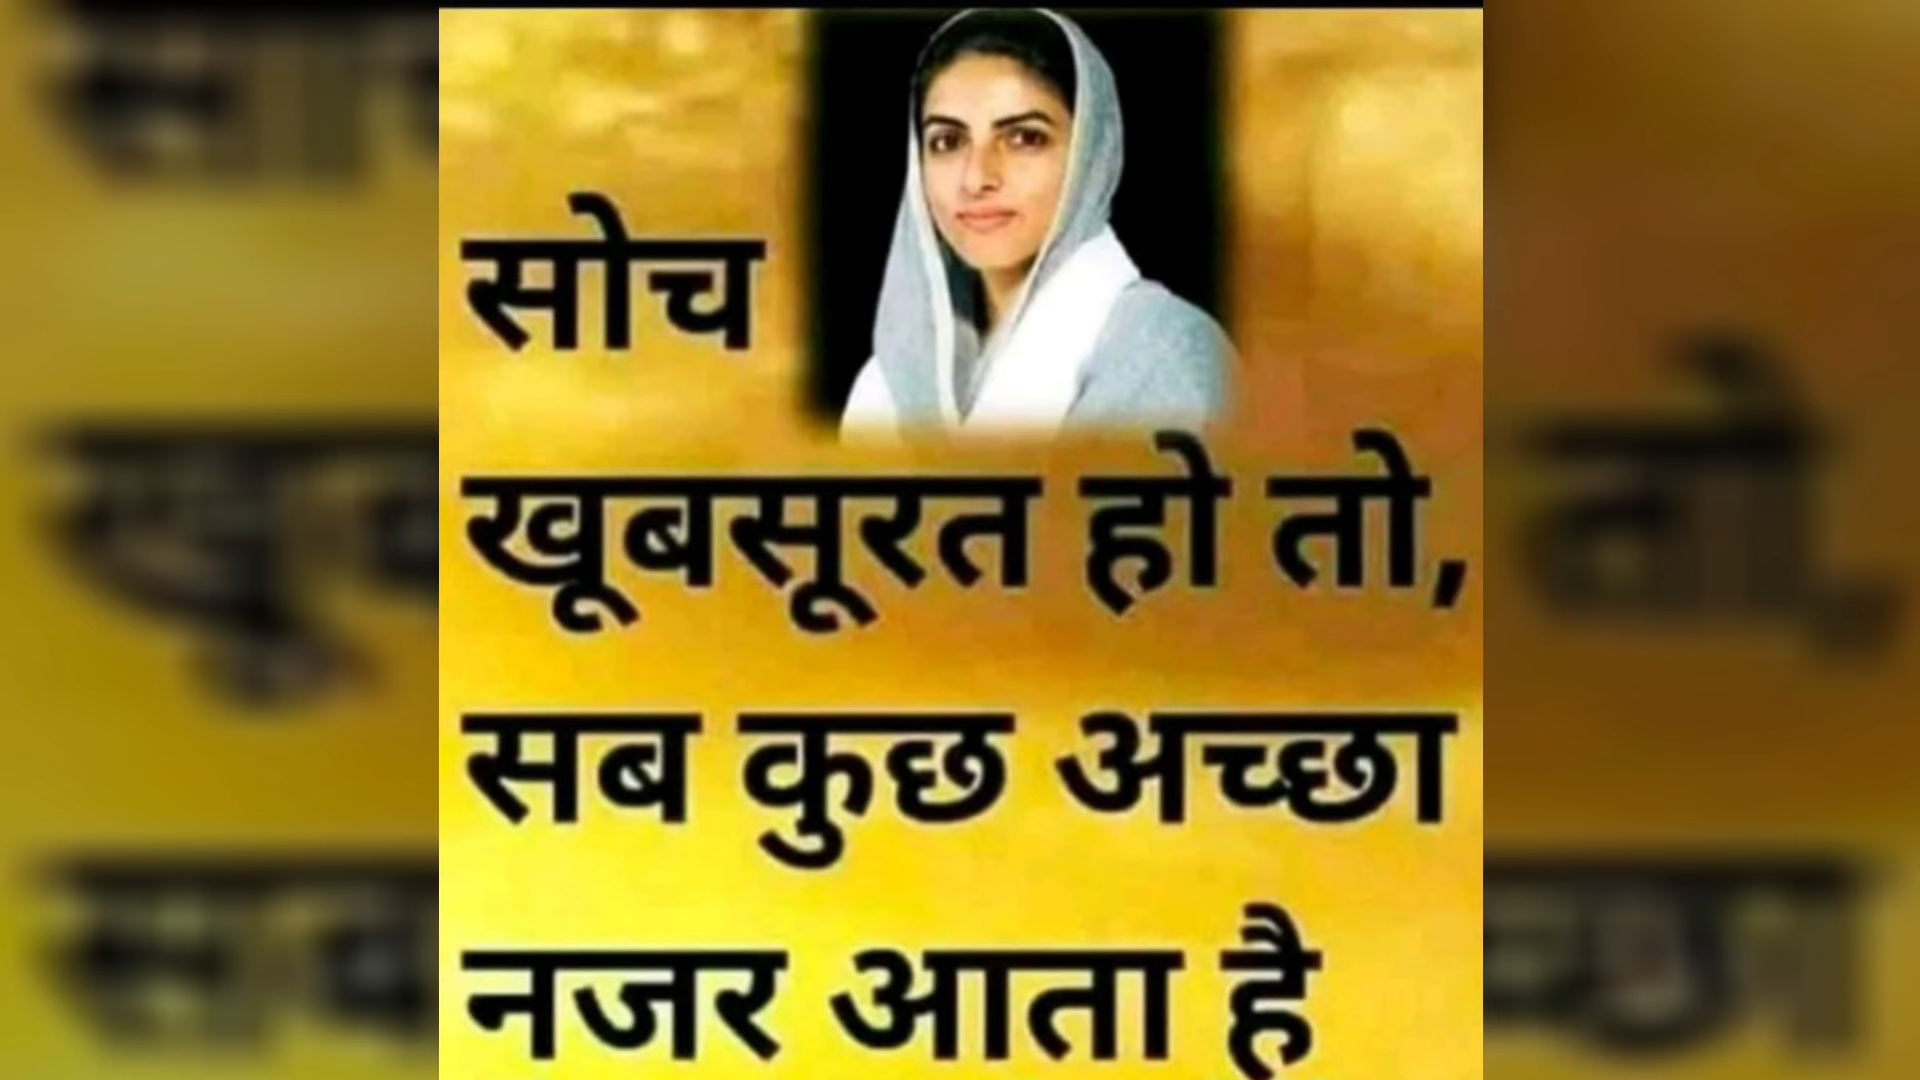 सोच
खूबसूरत हो तो,
सब कुछ अच्छा
नजर आता है